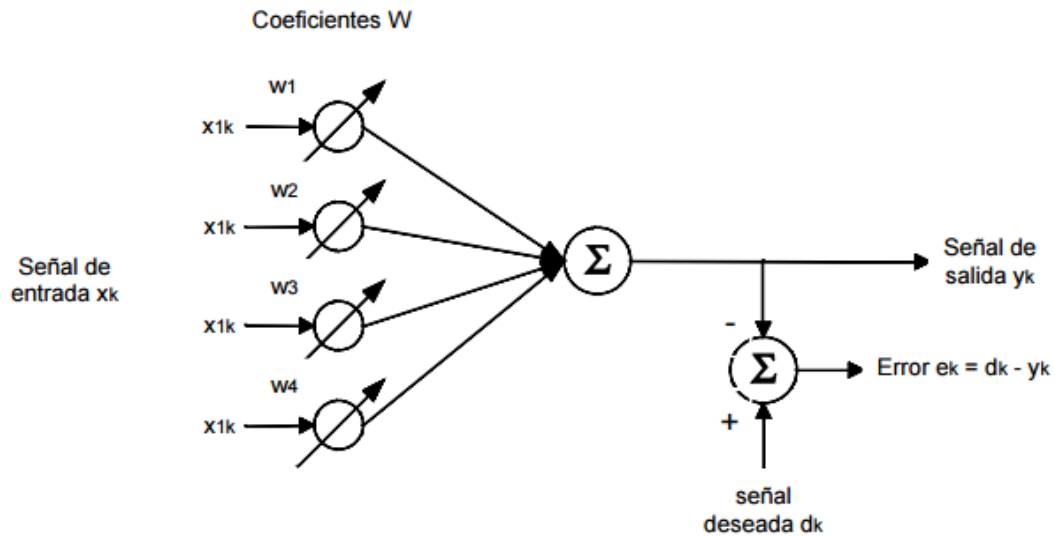 Coeficientes W
w1
x1k
w2
x1k
Señal de
entrada xk
w3
x1k
w4
x1k
Σ
Señal de
salida yk
-
Σ
Error ek = dk - yk
+
señal
deseada dk